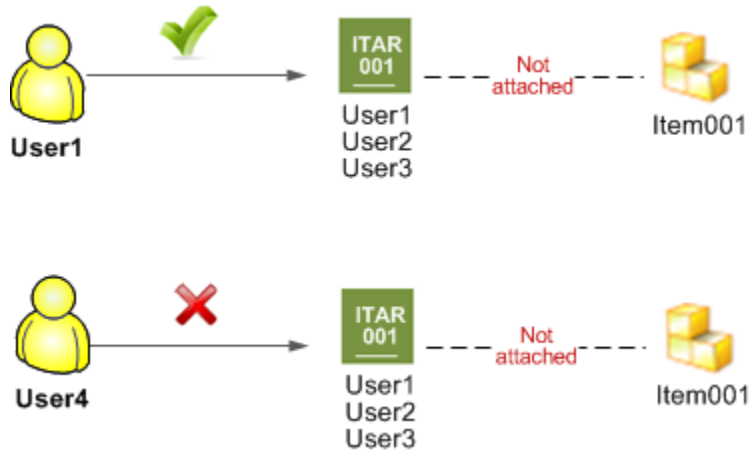 ITAR
001
Not
attached
User1
User1
User2
User3
Item001
ITAR
001
Not
attached
User4
User1
User2
User3
Item001